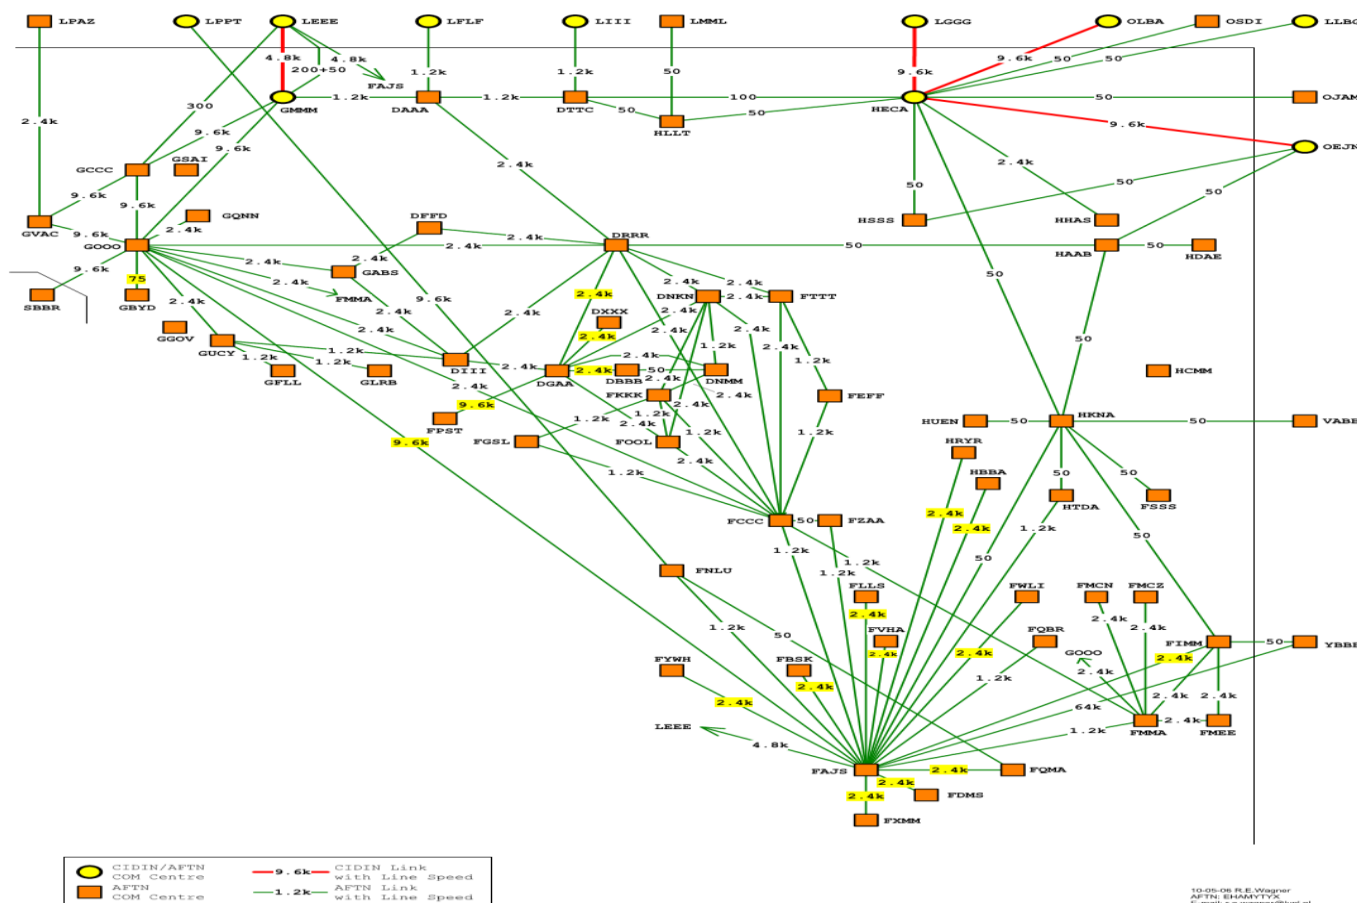 LPAZ LPPT LEEE LFLF LIII LMML LGGG OLBA OSDI
4.8k 4.8k 9.6k 50 50
200+50 1.2k 1.2k 50 9.6k
FAJS
GMMM 1.2k DAAA 1.2k DTTC 100 HECA 50 OJAM
300 50 HLLT 50 9.6k
2.4k 9.6k 9.6k
OEJN
GCCC GSAI 2.4k 2.4k
9.6k 9.6k 50 50 50
GVAC 9.6k GQNN 2.4k DFFD HSSS HHAS
GOOO 2.4k 2.4k DRRR 50 HAAB 50 HDAE
9.6k 75 2.4k 2.4k GABS 2.4k
SBBR GBYD 2.4k FMMA 9.6k 2.4k DNKN 2.4k FTTT 50
2.4k 2.4k 2.4k DXXX 2.4k 2.4k
GGOV GUCY 2.4k 2.4k 2.4k 2.4k 50
1.2k 1.2k DIII 2.4k 2.4k 1.2k 2.4k 1.2k
GFLL 1.2k GLRB 2.4k DGAA 2.4k DBBB 50 DNMM HCMM
2.4k FKKK 2.4k 2.4k FEFF
FPST 9.6k 1.2k 1.2k 2.4k
9.6k FGSL 2.4k FOOL 1.2k 1.2k HUEN 50 HKNA 50
1.2k 2.4k HRYR
HBBA 50 50
2.4k HTDA FSSS
FCCC 50 FZAA 2.4k 1.2k
1.2k 50 50
FNLU 1.2k 1.2k
FLLS FWLI FMCN FMCZ
2.4k 2.4k 2.4k
1.2k 50 FVHA FQBR GOOO FIMM 50
FYWH FBSK 2.4k 2.4k 2.4k
2.4k 1.2k 2.4k
2.4k 64k 2.4k 2.4k
LEEE 4.8k 1.2k FMMA 2.4k FMEE
FAJS 2.4k FQMA
2.4k 2.4k FDMS
FXMM
CIDIN/AFTN
COM Centre
9.6k CIDIN Link
with Line Speed
AFTN
COM Centre
1.2k AFTN Link
with Line Speed
10-05-06 R.E.Wagner
AFTN: EHAMYTYX